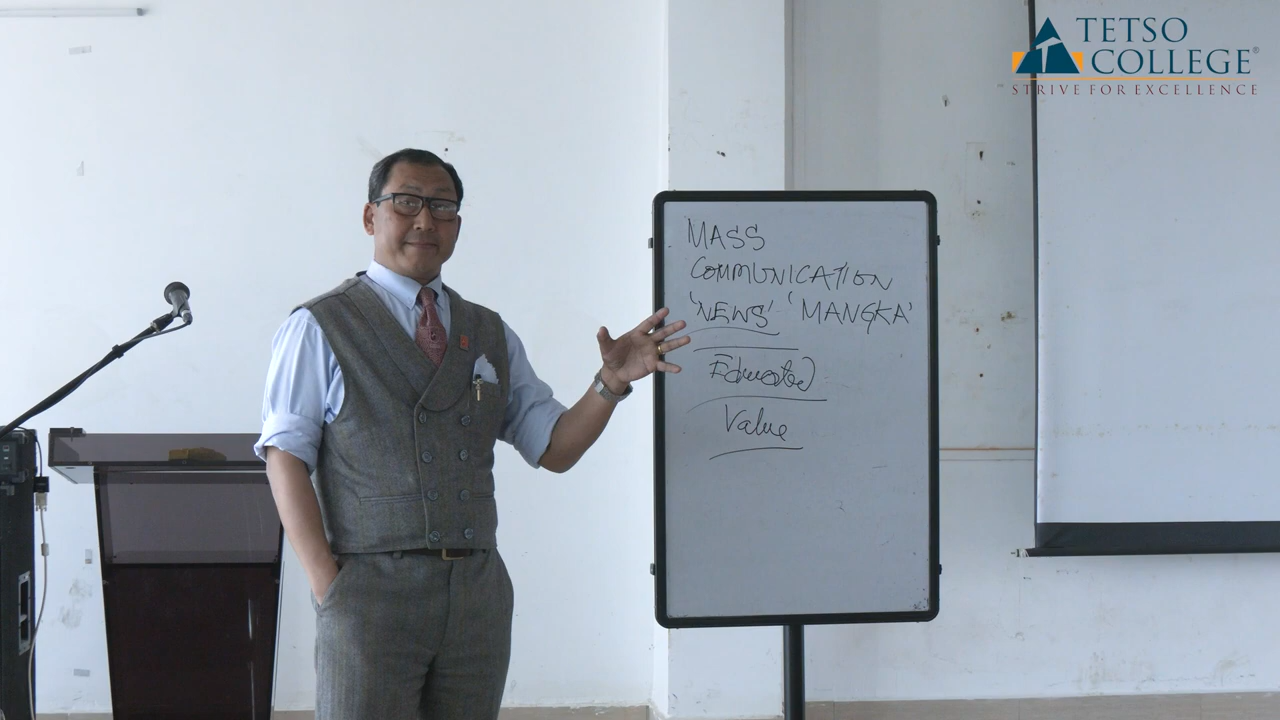 TETSO
COLLEGE®
STRIVE FOR EXCELLENCE
MASS
COMMUNICATION
'NEWS' 'MANGKA'
Educated
Value